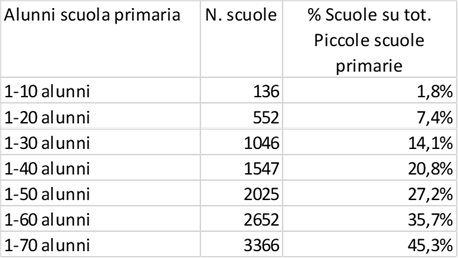 Alunni scuola primaria N. scuole % Scuole su tot.
Piccole scuole
primarie
1-10 alunni 136 1,8%
1-20 alunni 552 7,4%
1-30 alunni 1046 14,1%
1-40 alunni 1547 20,8%
1-50 alunni 2025 27,2%
1-60 alunni 2652 35,7%
1-70 alunni 3366 45,3%